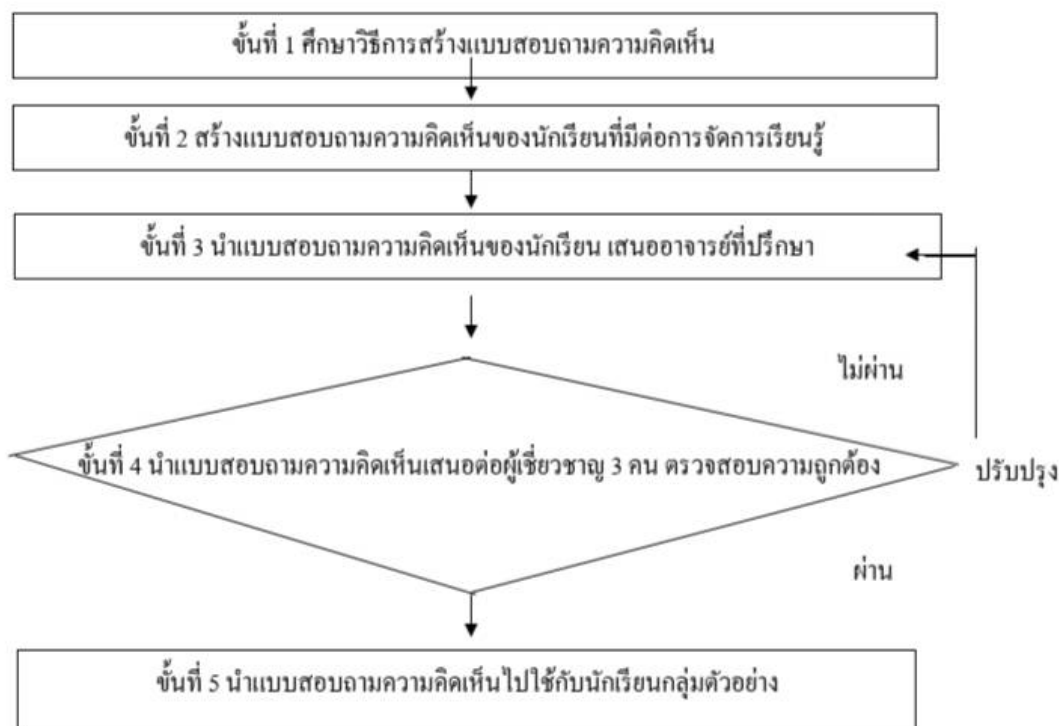 ขั้นที่ 1 ศึกษาวิธีการสร้างแบบสอบถามความคิดเห็น
ขั้นที่ 2 สร้างแบบสอบถามความคิดเห็นของนักเรียนที่มีต่อการจัดการเรียนรู้
ขั้นที่ 3 นำแบบสอบถามความคิดเห็นของนักเรียน เสนออาจารย์ที่ปรึกษา
ไม่ผ่าน
ขั้นที่ 4 นำแบบสอบถามความคิดเห็นเสนอต่อผู้เชี่ยวชาญ 3 คน ตรวจสอบความถูกต้อง
ปรับปรุง
ผ่าน
ขั้นที่ 5 นำแบบสอบถามความคิดเห็นไปใช้กับนักเรียนกลุ่มตัวอย่าง